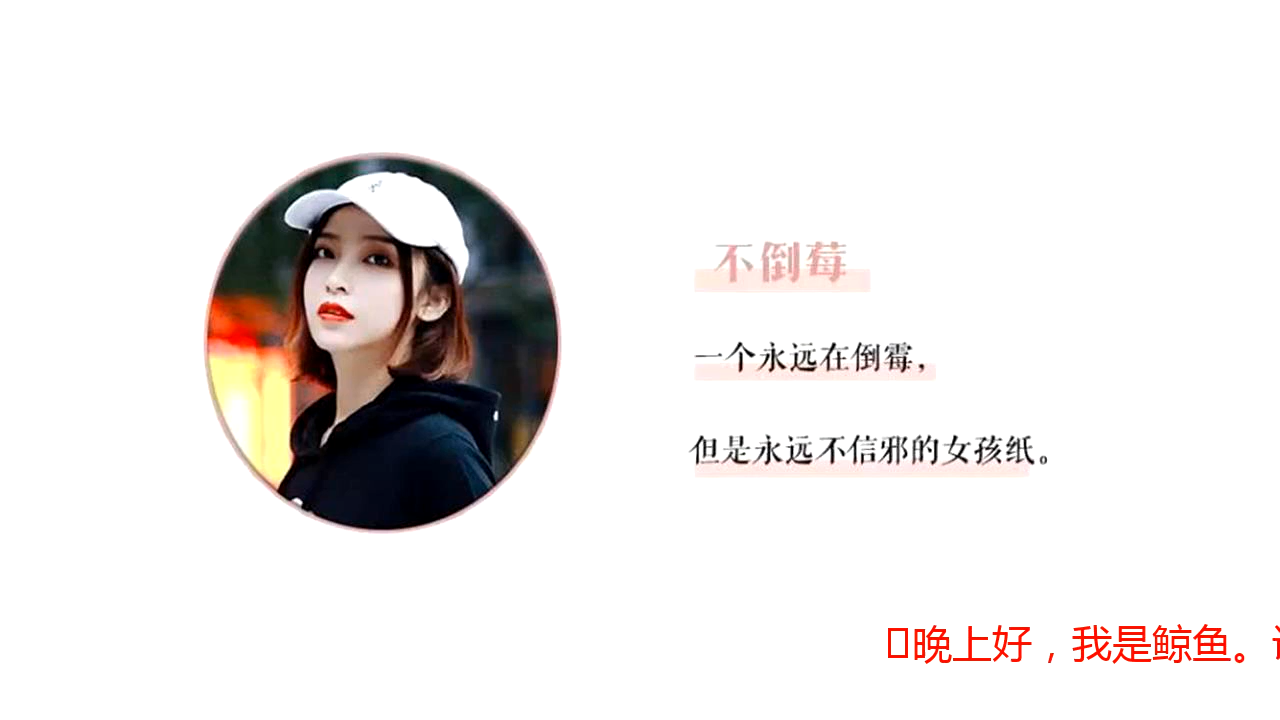 不倒莓
一个永远在倒霉，
但是永远不信邪的女孩纸。
晚上好，我是鲸鱼。